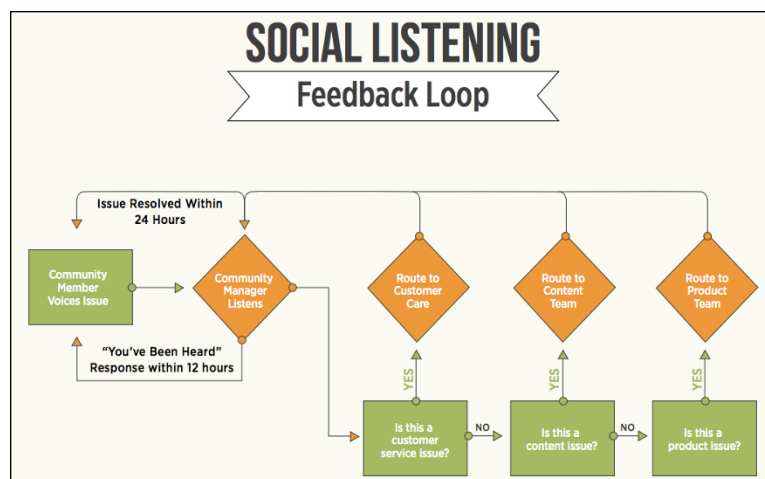 SOCIAL LISTENING
Feedback Loop
Issue Resolved Within
24 Hours
Community
Member
Voices Issue
Community
Manager
Listens
Route to
Customer
Care
Route to
Content
Team
Route to
Product
Team
“You’ve Been Heard”
Response within 12 hours
YES
YES
YES
Is this a
customer
service issue?
NO
Is this a
content issue?
NO
Is this a
product issue?